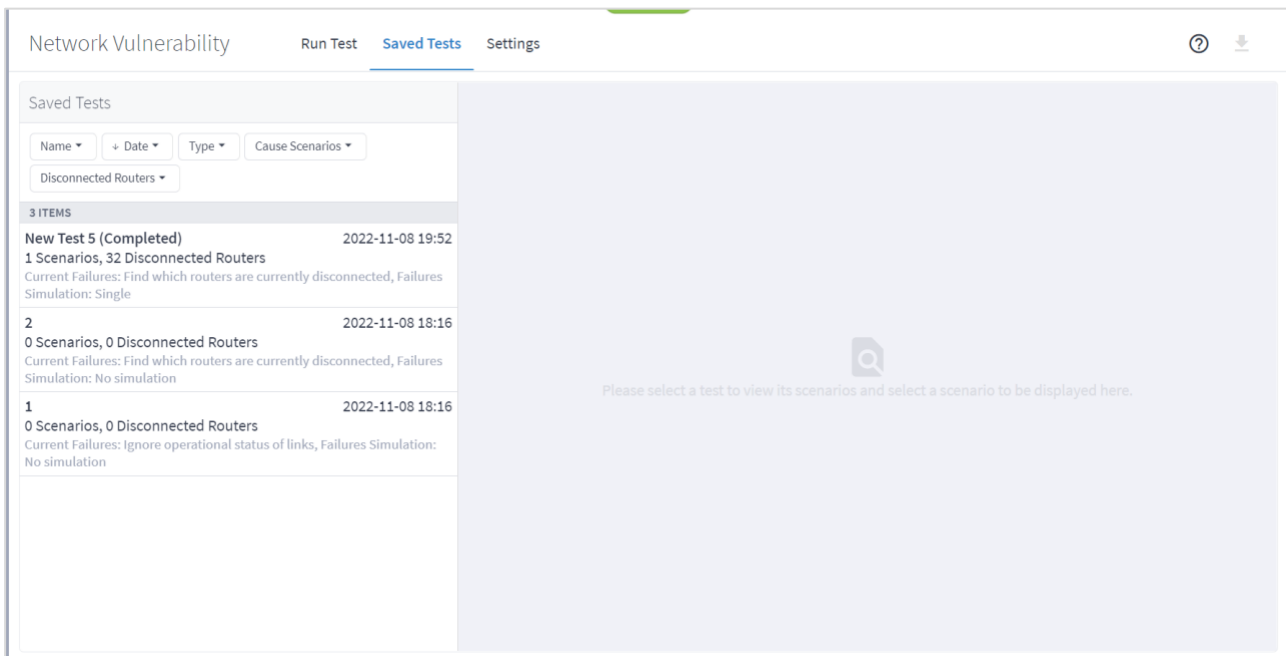 Network Vulnerability Run Test Saved Tests Settings
Saved Tests
Name ↓ Date Type Cause Scenarios
Disconnected Routers
3 ITEMS
New Test 5 (Completed) 2022-11-08 19:52
1 Scenarios, 32 Disconnected Routers
Current Failures: Find which routers are currently disconnected, Failures
Simulation: Single
2 2022-11-08 18:16
0 Scenarios, 0 Disconnected Routers
Current Failures: Find which routers are currently disconnected, Failures
Simulation: No simulation
1 2022-11-08 18:16
0 Scenarios, 0 Disconnected Routers
Current Failures: Ignore operational status of links, Failures Simulation:
No simulation
Please select a test to view its scenarios and select a scenario to be displayed here.